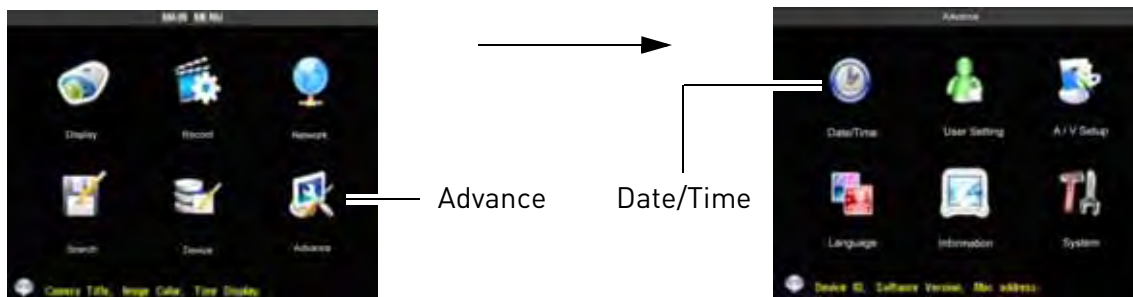 MAIN MENU
Display
Record
Network
Search
Device
Advance
Camera Title, Image Color, Time Display
Advance
Date/Time
Advance
Date/Time
User Setting
A / V Setup
Language
Information
System
Device ID, Software Version, Mac address